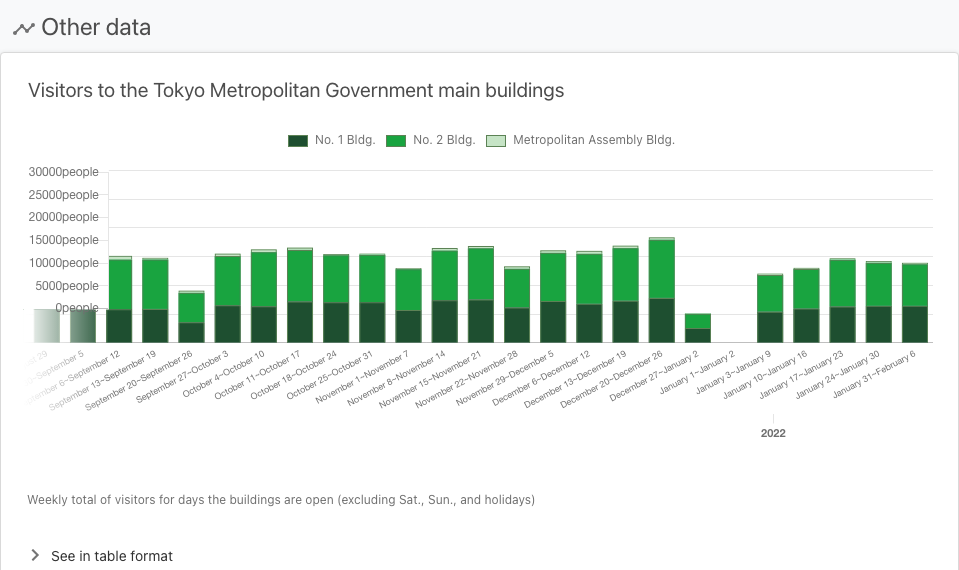 Other data
Visitors to the Tokyo Metropolitan Government main buildings
No. 1 Bldg. No. 2 Bldg. Metropolitan Assembly Bldg.
30000people
25000people
20000people
15000people
10000people
5000people
0people
September 5
September 12
September 13~September 19
September 20~September 26
September 27~October 3
October 4~October 10
October 11~October 17
October 18~October 24
October 25~October 31
November 1~November 7
November 8~November 14
November 15~November 21
November 22~November 28
November 29~December 5
December 6~December 12
December 13~December 19
December 20~December 26
December 27~January 2
January 1~January 2
January 3~January 9
January 10~January 16
January 17~January 23
January 24~January 30
January 31~February 6
2022
Weekly total of visitors for days the buildings are open (excluding Sat., Sun., and holidays)
See in table format